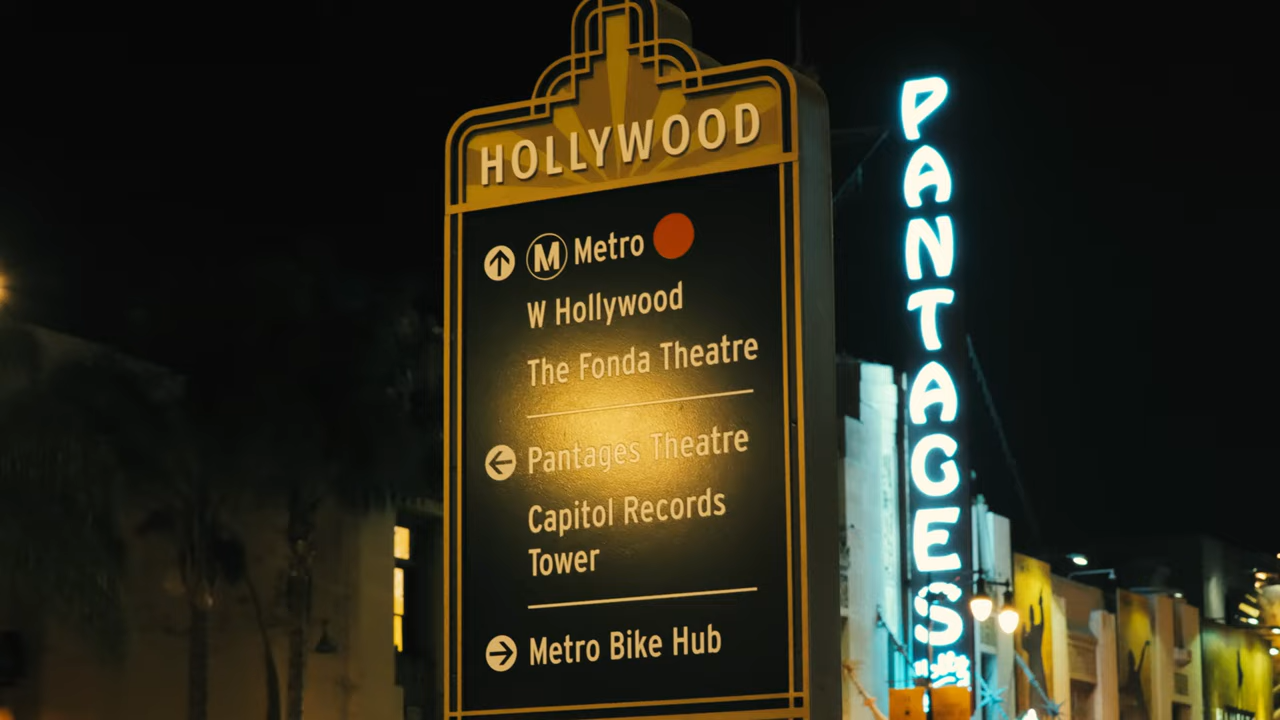 HOLLYWOOD
M Metro
W Hollywood
The Fonda Theatre
Pantages Theatre
Capitol Records
Tower
Metro Bike Hub
PANTAGES